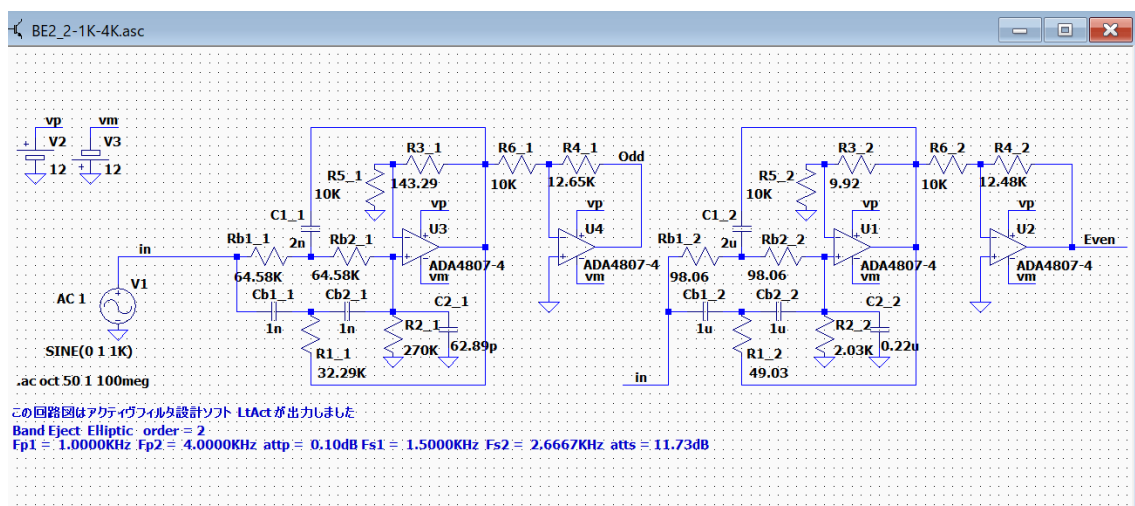 BE2_2-1K-4K.asc
vp
vm
V2
V3
12
12
in
V1
AC 1
SINE(0 1 1K)
.ac oct 50 1 100meg
R3_1
143.29
R5_1
10K
C1_1
2n
Rb1_1
64.58K
Rb2_1
64.58K
Cb1_1
1n
Cb2_1
1n
R1_1
32.29K
R2_1
270K
C2_1
62.89p
vp
U3
ADA4807-4
vm
R6_1
10K
R4_1
12.65K
Odd
vp
U4
ADA4807-4
vm
R3_2
9.92
R5_2
10K
C1_2
2u
Rb1_2
98.06
Rb2_2
98.06
Cb1_2
1u
Cb2_2
1u
R1_2
49.03
R2_2
2.03K
C2_2
0.22u
in
vp
U1
ADA4807-4
vm
R6_2
10K
R4_2
12.48K
vp
U2
ADA4807-4
vm
Even
この回路図はアクティヴフィルタ設計ソフト LtActが出力しました
Band Eject Elliptic order = 2
Fp1 = 1.0000KHz Fp2 = 4.0000KHz attp = 0.10dB Fs1 = 1.5000KHz Fs2 = 2.6667KHz atts = 11.73dB